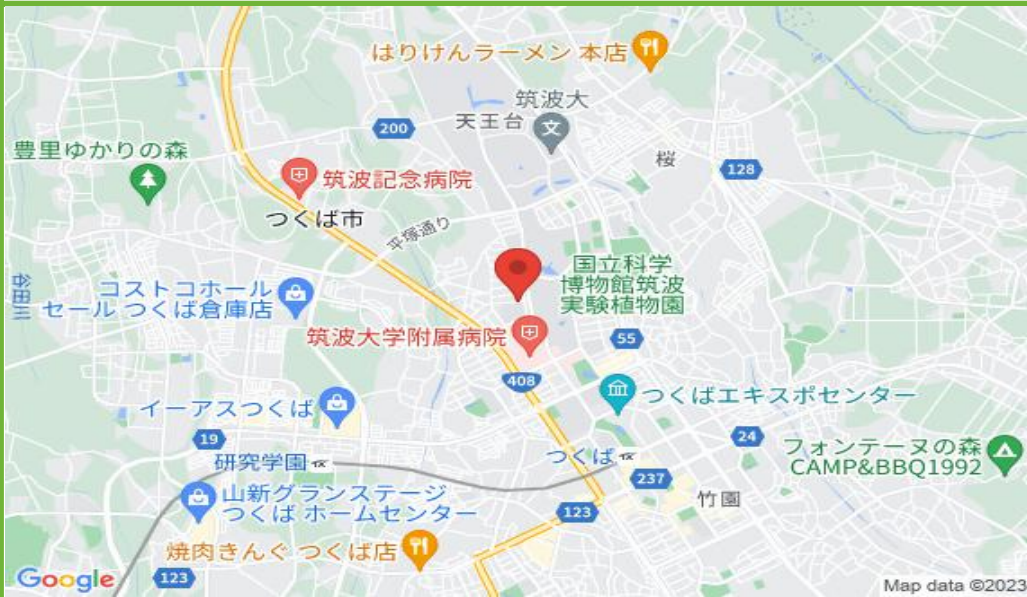 はりけんラーメン 本店
筑波大
天王台
文
200
桜
128
豊里ゆかりの森
筑波記念病院
つくば市
平塚通り
谷田川
国立科学
博物館筑波
実験植物園
コストコホール
セール つくば倉庫店
筑波大学附属病院
55
408
つくばエキスポセンター
イーアスつくば
19
24
研究学園
つくば
フォンテーヌの森
CAMP&BBQ1992
237
山新グランステージ
つくば ホームセンター
竹園
123
焼肉きんぐ つくば店
123
Google
Map data ©2023